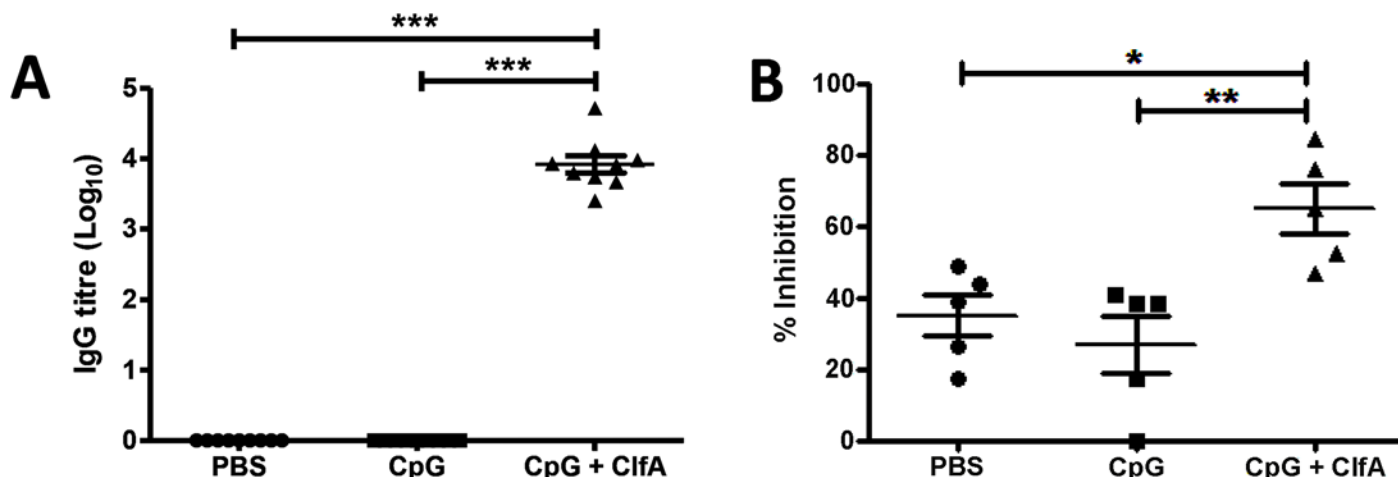 A
***
***
IgG titre (Log10)
5
4
3
2
1
0
PBS CpG CpG + ClfA
B
*
**
% Inhibition
100
80
60
40
20
0
PBS CpG CpG + ClfA